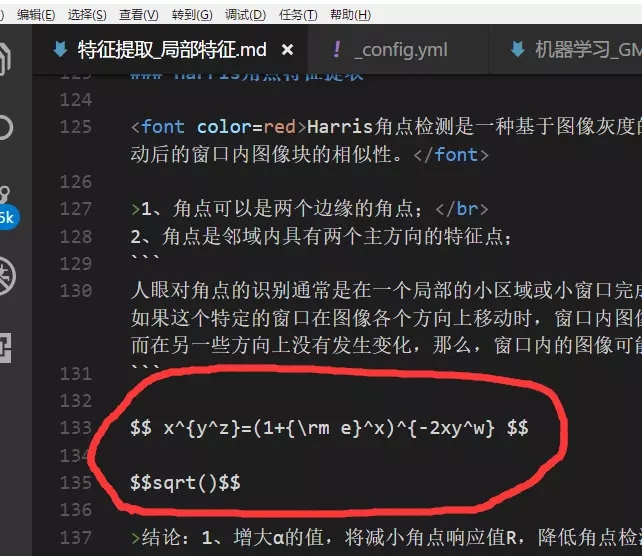 编辑(E) 选择(S) 查看(V) 转到(G) 调试(D) 任务(T) 帮助(H)
特征提取_局部特征.md × ! _config.yml 机器学习_GM
### Harris角点特征提取
124
125 <font color=red>Harris角点检测是一种基于图像灰度的
动后的窗口内图像块的相似性。</font>
126
127 >1、角点可以是两个边缘的角点；</br>
128 2、角点是邻域内具有两个主方向的特征点；
129 ```
130 人眼对角点的识别通常是在一个局部的小区域或小窗口完成
如果这个特定的窗口在图像各个方向上移动时，窗口内图像
而在另一些方向上没有发生变化，那么，窗口内的图像可能
131 ```
132
133 $$ x^{y^z}=(1+{\rm e}^x)^{-2xy^w} $$
134
135 $$sqrt()$$
136
137 >结论：1、增大α的值，将减小角点响应值R，降低角点检
5k